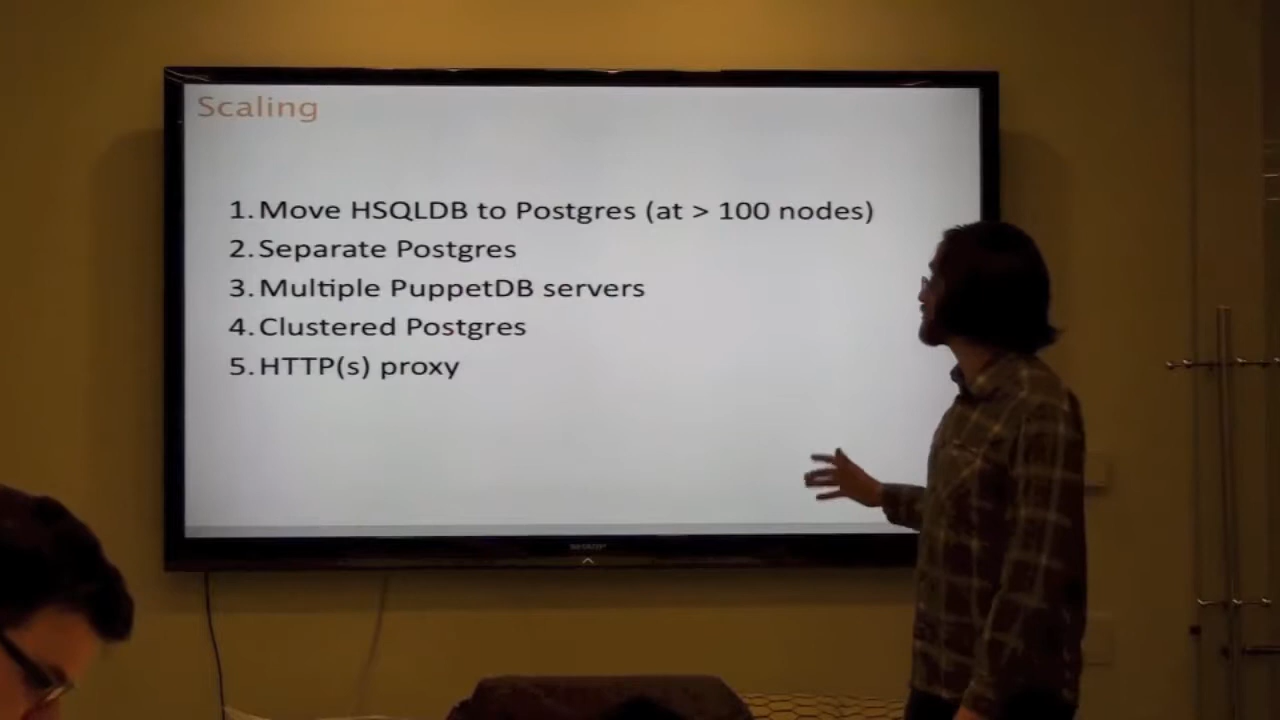 Scaling
1. Move HSQLDB to Postgres (at > 100 nodes)
2. Separate Postgres
3. Multiple PuppetDB servers
4. Clustered Postgres
5. HTTP(s) proxy
SHARP